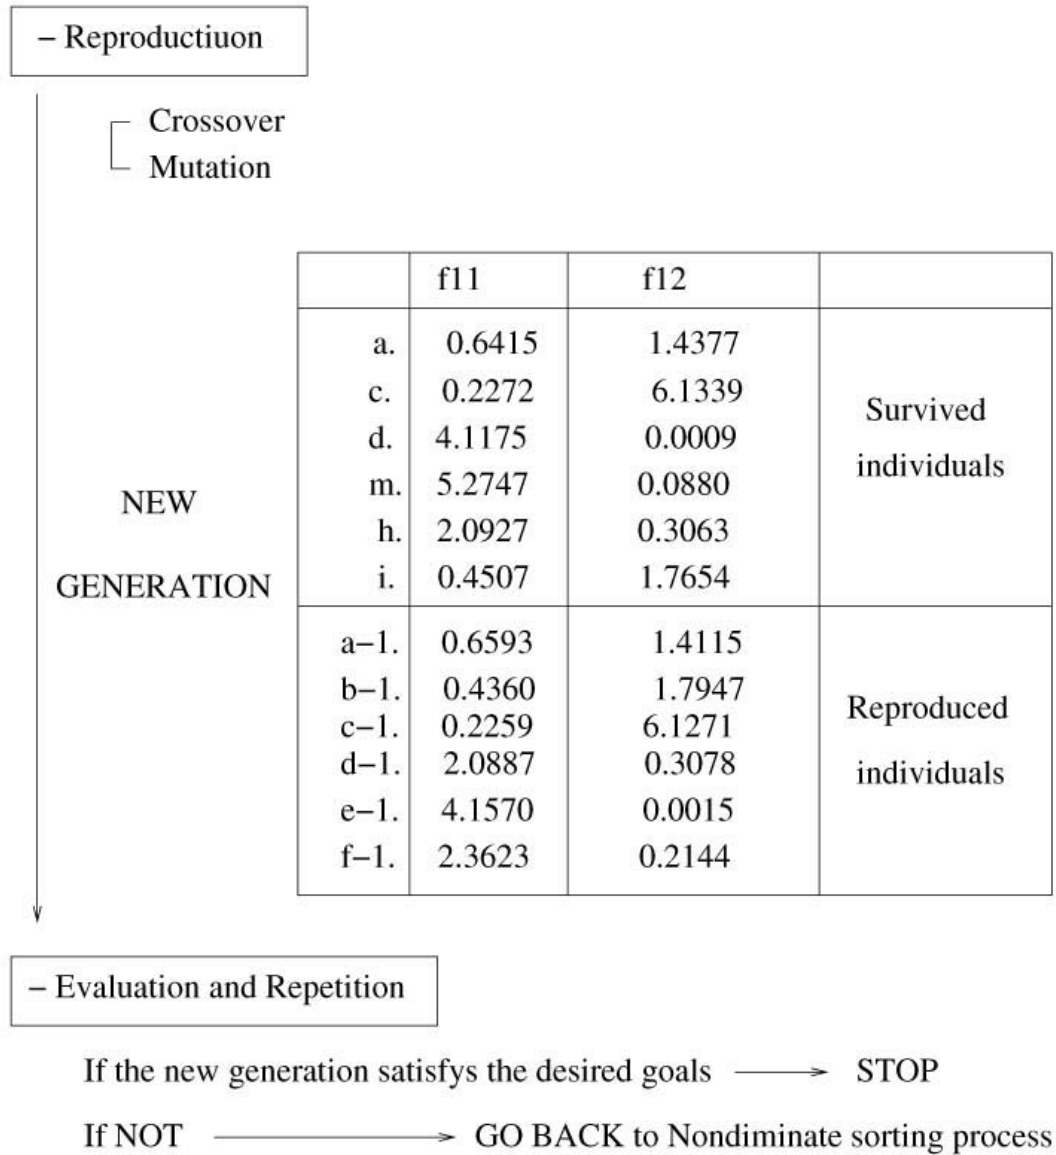 – Reproductiuon
Crossover
Mutation
f11 f12
a. 0.6415 1.4377
c. 0.2272 6.1339
d. 4.1175 0.0009
m. 5.2747 0.0880
h. 2.0927 0.3063
i. 0.4507 1.7654
Survived
individuals
NEW
GENERATION
a–1. 0.6593 1.4115
b–1. 0.4360 1.7947
c–1. 0.2259 6.1271
d–1. 2.0887 0.3078
e–1. 4.1570 0.0015
f–1. 2.3623 0.2144
Reproduced
individuals
– Evaluation and Repetition
If the new generation satisfys the desired goals STOP
If NOT GO BACK to Nondiminate sorting process